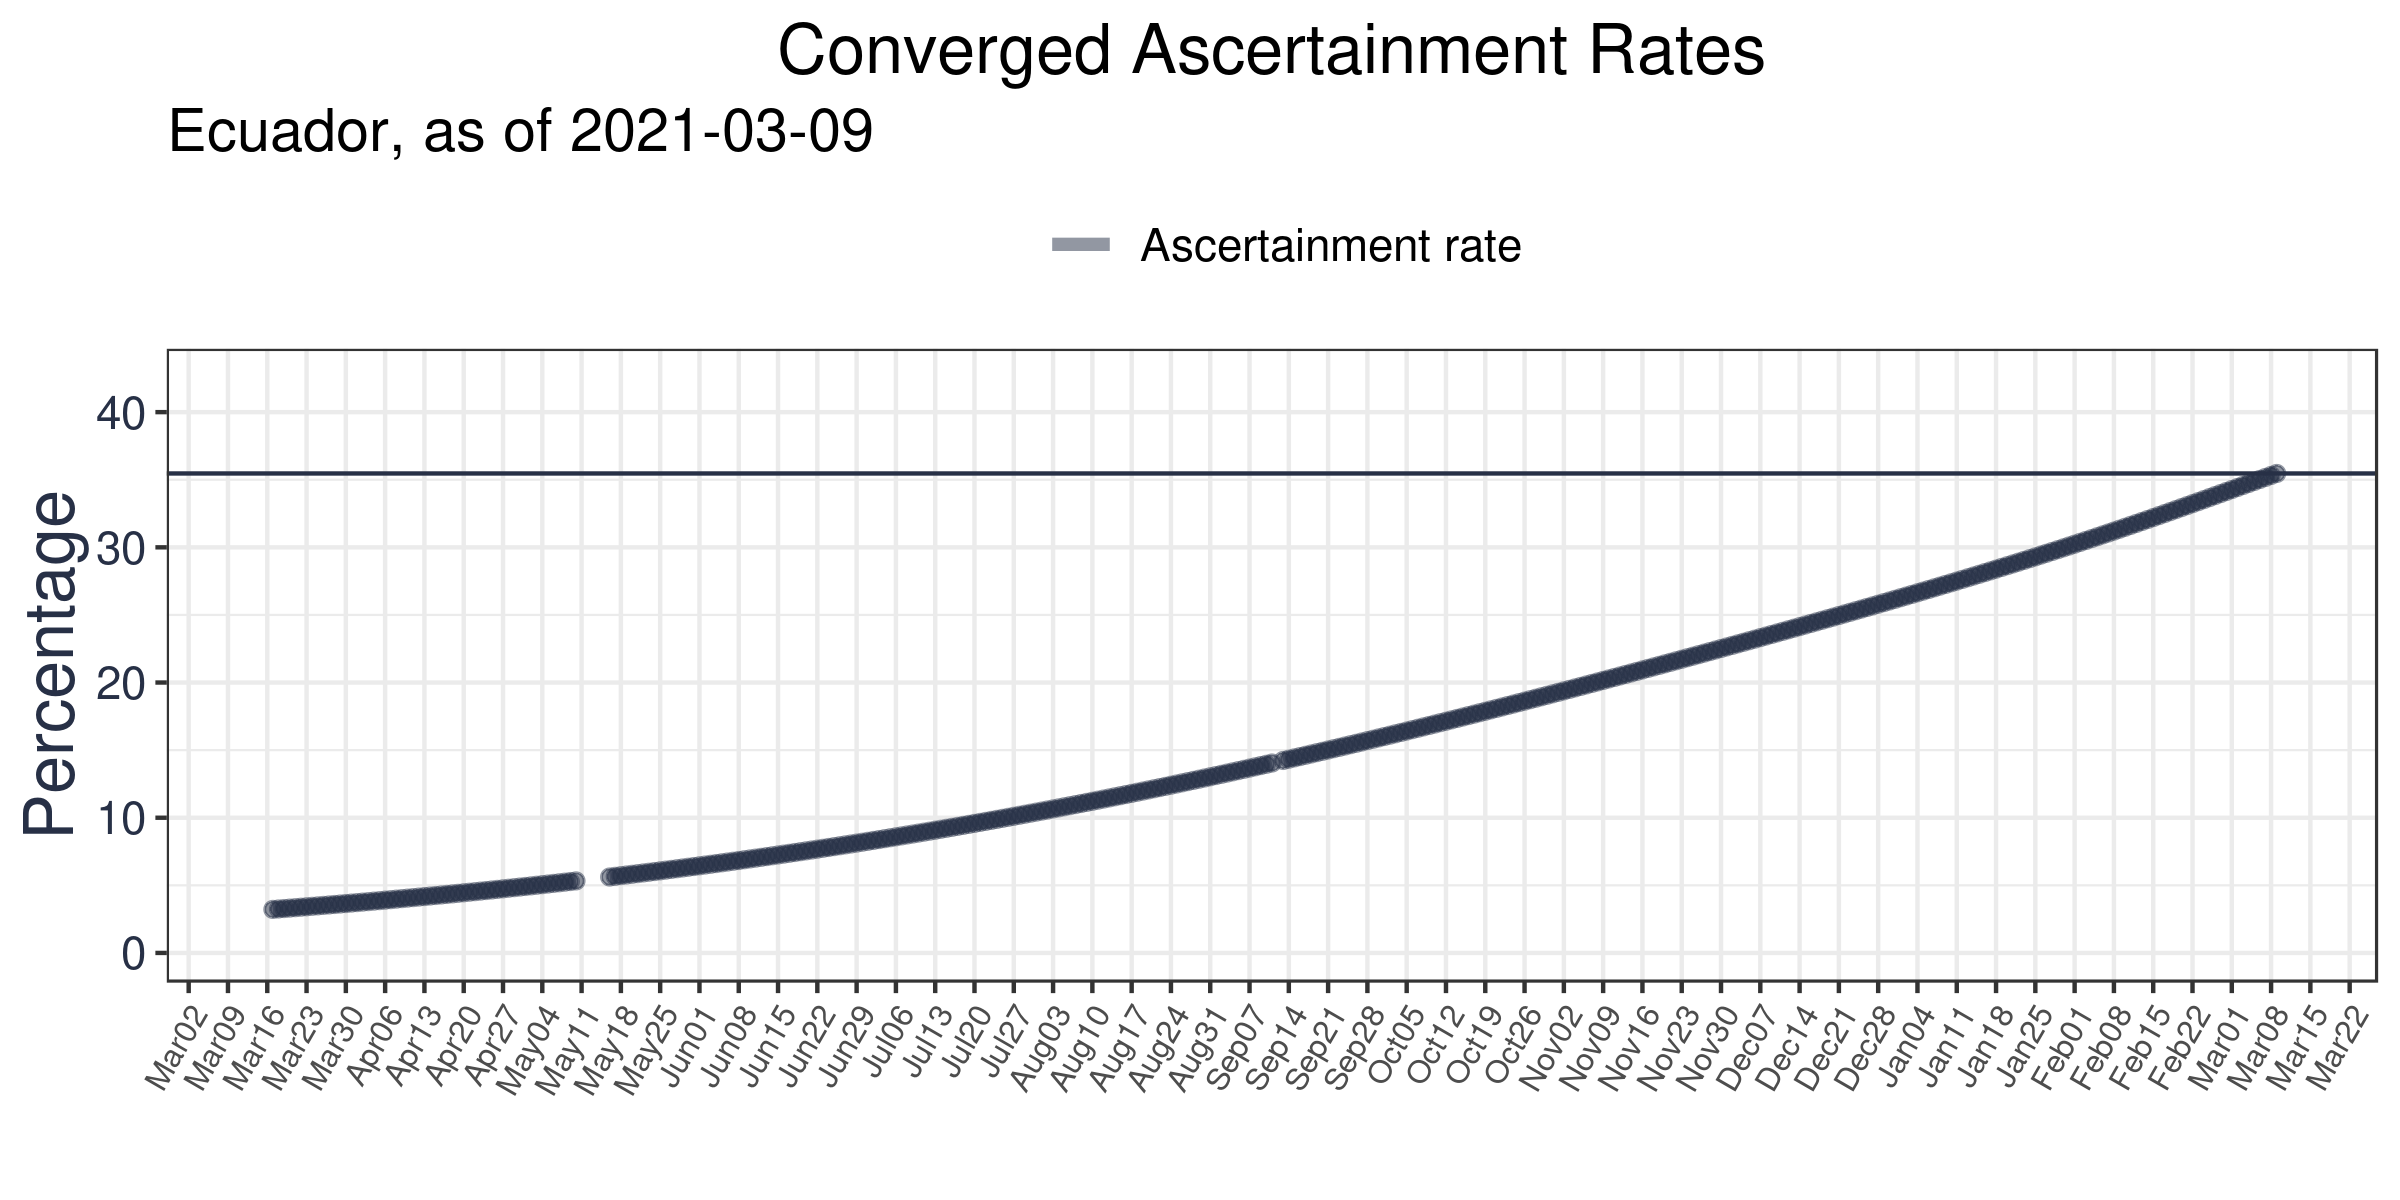 Converged Ascertainment Rates
Ecuador, as of 2021-03-09
Ascertainment rate
Percentage
40
30
20
10
0
Mar02 Mar09 Mar16 Mar23 Mar30 Apr06 Apr13 Apr20 Apr27 May04 May11 May18 May25 Jun01 Jun08 Jun15 Jun22 Jun29 Jul06 Jul13 Jul20 Jul27 Aug03 Aug10 Aug17 Aug24 Aug31 Sep07 Sep14 Sep21 Sep28 Oct05 Oct12 Oct19 Oct26 Nov02 Nov09 Nov16 Nov23 Nov30 Dec07 Dec14 Dec21 Dec28 Jan04 Jan11 Jan18 Jan25 Feb01 Feb08 Feb15 Feb22 Mar01 Mar08 Mar15 Mar22